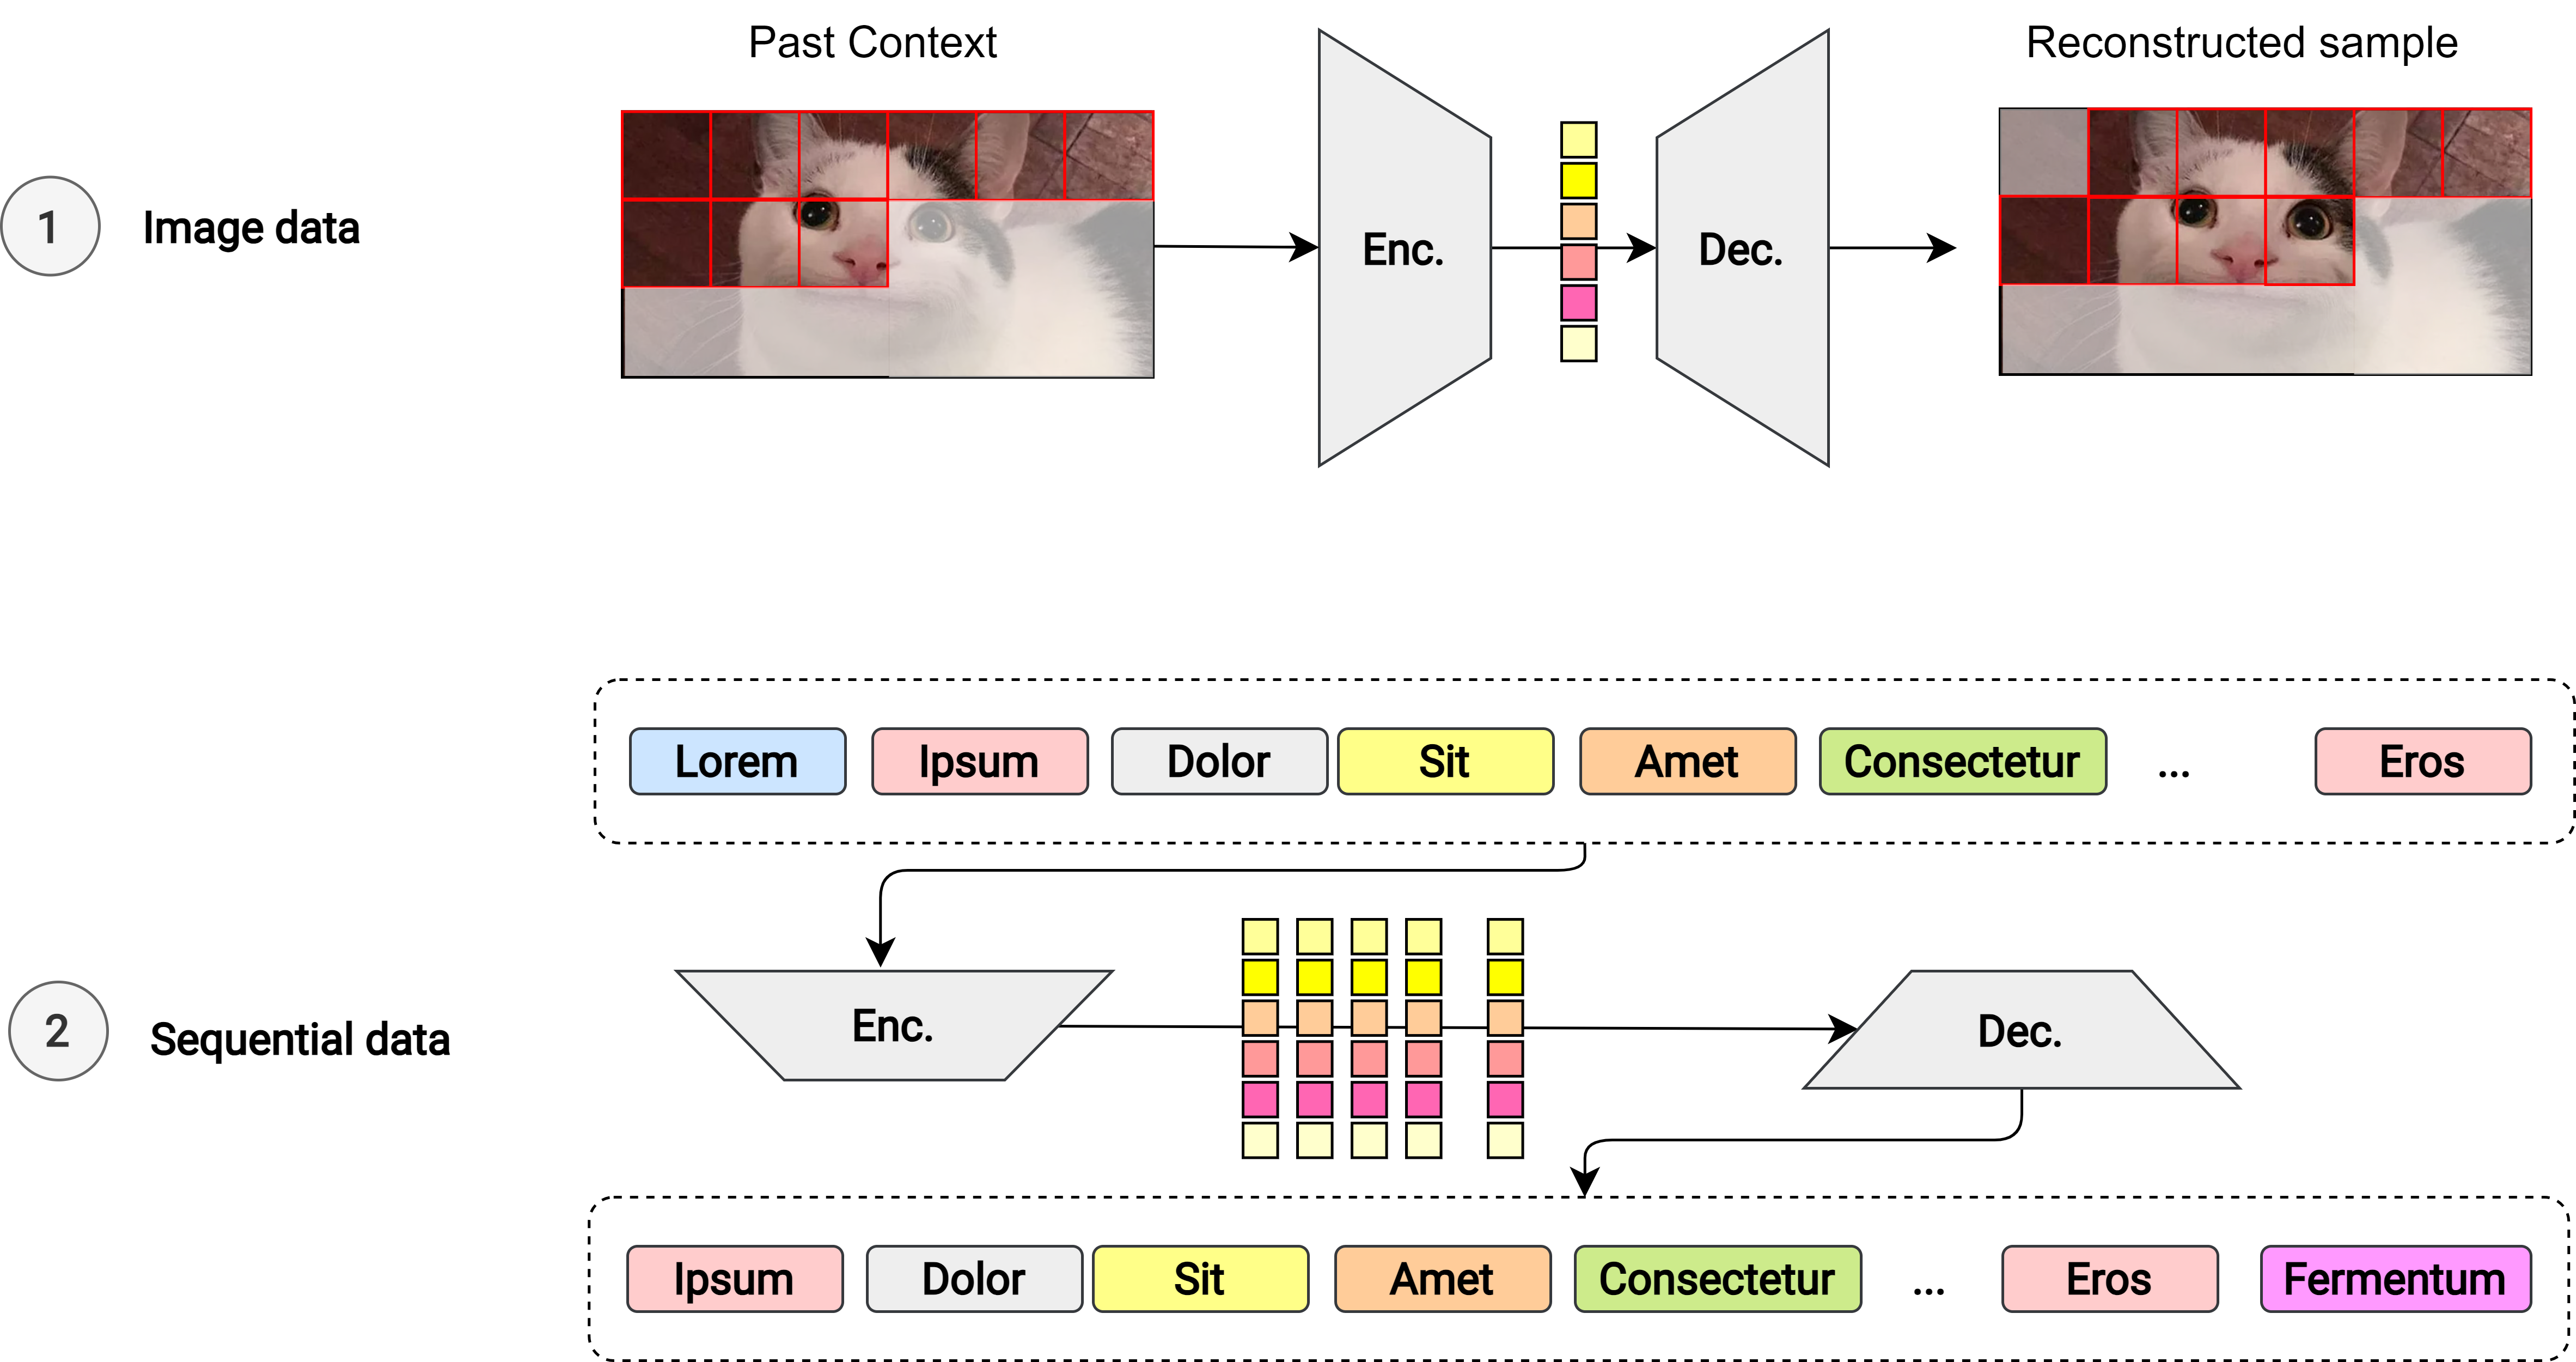 Past Context
Reconstructed sample
1
Image data
Enc.
Dec.
Lorem Ipsum Dolor Sit Amet Consectetur ... Eros
2
Sequential data
Enc.
Dec.
Ipsum Dolor Sit Amet Consectetur ... Eros Fermentum